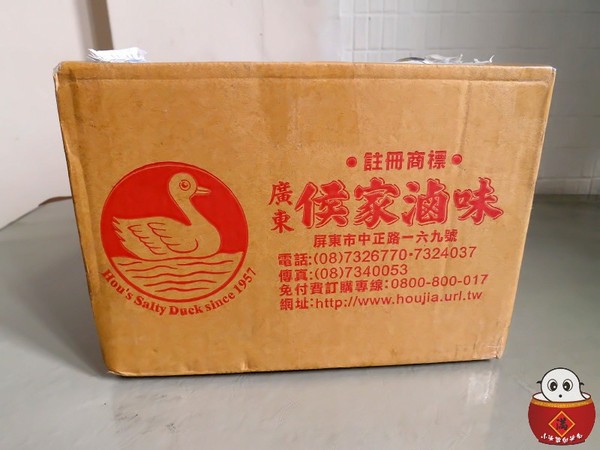 •註冊商標•
廣東
侯家滷味
屏東市中正路一六九號
電話:(08)7326770•7324037
傳真:(08)7340053
免付費訂購專線:0800-800-017
網址:http://www.houjia.url.tw
Hou's Salty Duck since 1957